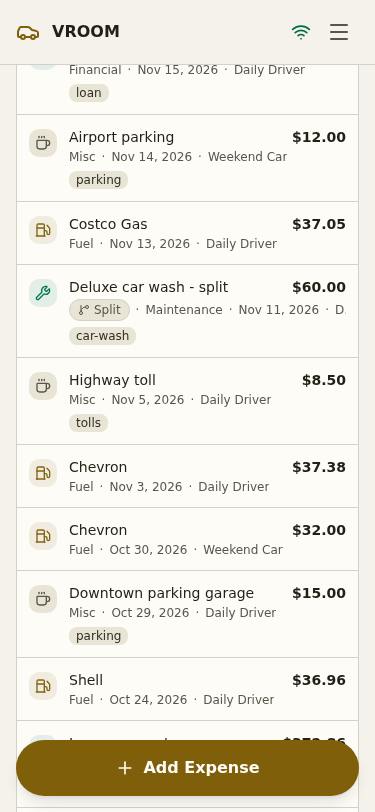 VROOM
Financial · Nov 15, 2026 · Daily Driver
loan
Airport parking $12.00
Misc · Nov 14, 2026 · Weekend Car
parking
Costco Gas $37.05
Fuel · Nov 13, 2026 · Daily Driver
Deluxe car wash - split $60.00
Split · Maintenance · Nov 11, 2026 · D.
car-wash
Highway toll $8.50
Misc · Nov 5, 2026 · Daily Driver
tolls
Chevron $37.38
Fuel · Nov 3, 2026 · Daily Driver
Chevron $32.00
Fuel · Oct 30, 2026 · Weekend Car
Downtown parking garage $15.00
Misc · Oct 29, 2026 · Daily Driver
parking
Shell $36.96
Fuel · Oct 24, 2026 · Daily Driver
Add Expense